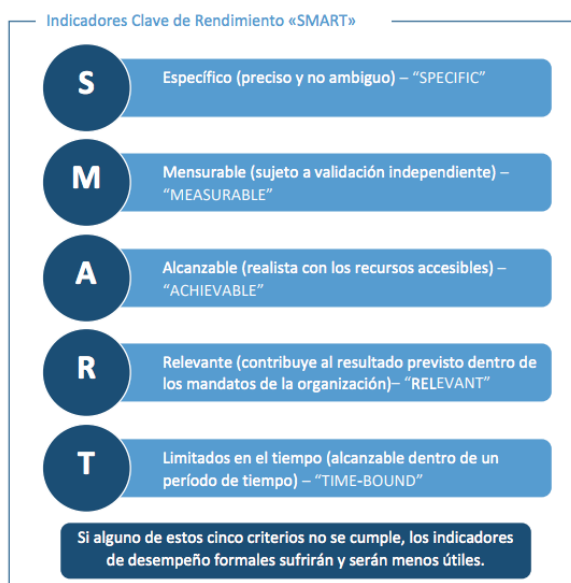 Indicadores Clave de Rendimiento «SMART»
S
Específico (preciso y no ambiguo) – “SPECIFIC”
M
Mensurable (sujeto a validación independiente) –
“MEASURABLE”
A
Alcanzable (realista con los recursos accesibles) –
“ACHIEVABLE”
R
Relevante (contribuye al resultado previsto dentro de
los mandatos de la organización)– “RELEVANT”
T
Limitados en el tiempo (alcanzable dentro de un
período de tiempo) – “TIME-BOUND”
Si alguno de estos cinco criterios no se cumple, los indicadores
de desempeño formales sufrirán y serán menos útiles.